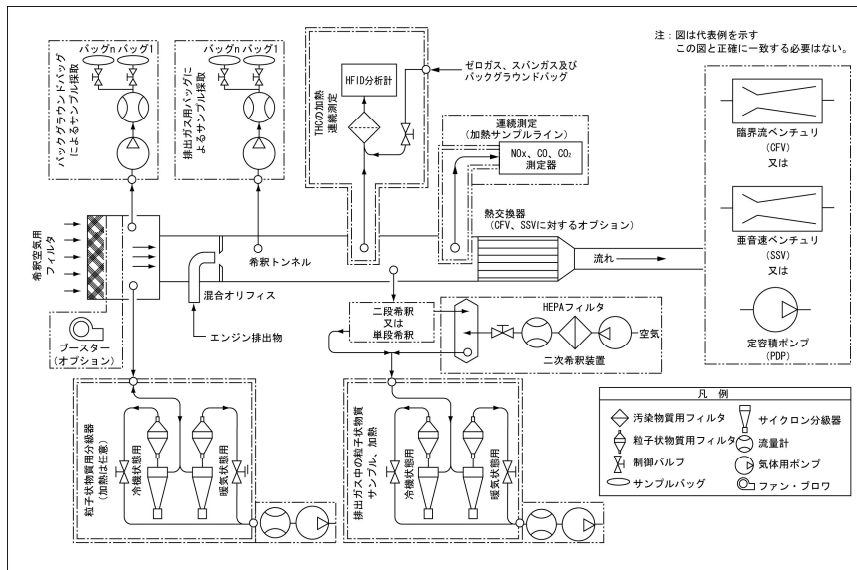 注：図は代表例を示す
この図と正確に一致する必要はない。
バッグn バッグ1
バックグラウンドバッグ
によるサンプル採取
バッグn バッグ1
排出ガス用バッグに
よるサンプル採取
THCの加熱
連続測定
HFID分析計
ゼロガス、スパンガス及び
バックグラウンドバッグ
連続測定
(加熱サンプルライン)
NOx、CO、CO₂
測定器
臨界流ベンチュリ
(CFV)
又は
亜音速ベンチュリ
(SSV)
又は
定容積ポンプ
(PDP)
熱交換器
(CFV、SSVに対するオプション)
希釈空気用
フィルタ
希釈トンネル
流れ
混合オリフィス
エンジン排出物
ブースター
(オプション)
二段希釈
又は
単段希釈
HEPAフィルタ
空気
二次希釈装置
粒子状物質用分級器
(加熱は任意)
冷機状態用
暖気状態用
排出ガス中の粒子状物質
サンプル、加熱
冷機状態用
暖気状態用
凡 例
汚染物質用フィルタ
サイクロン分級器
粒子状物質用フィルタ
流量計
制御バルブ
気体用ポンプ
サンプルバッグ
ファン・ブロワ